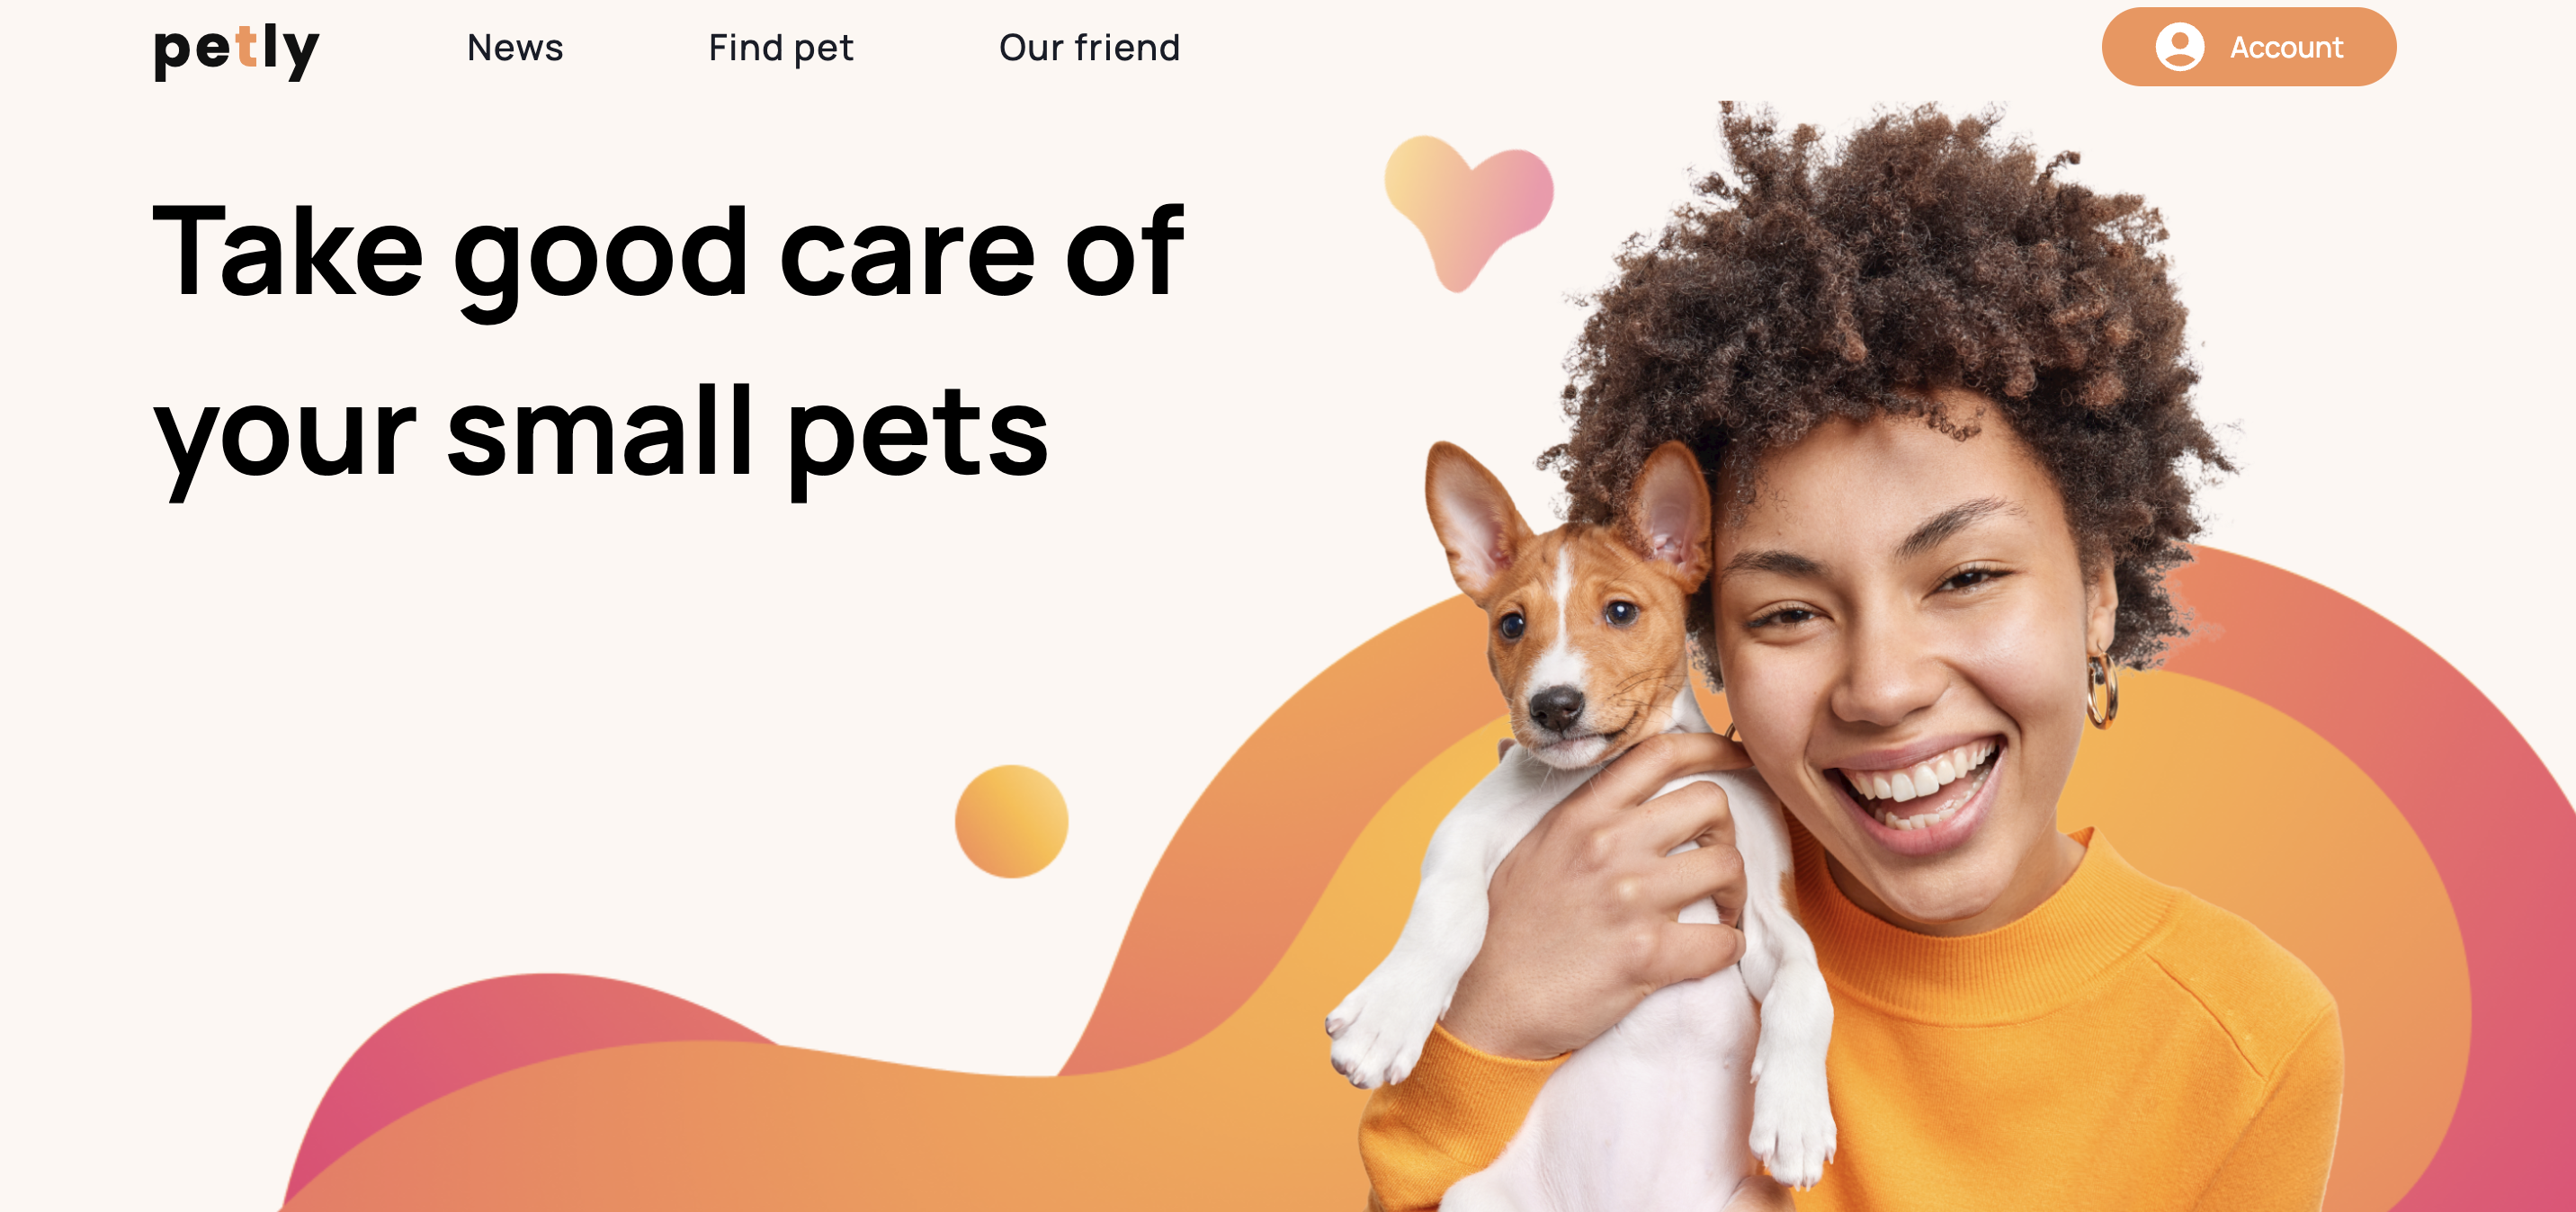 petly
News
Find pet
Our friend
Account
Take good care of
your small pets